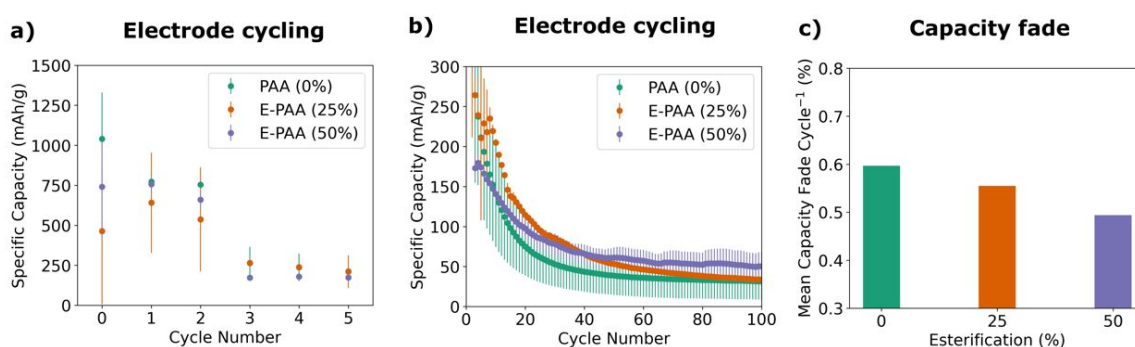 a) Electrode cycling
Specific Capacity (mAh/g)
1500
1250
1000
750
500
250
0
PAA (0%)
E-PAA (25%)
E-PAA (50%)
0 1 2 3 4 5
Cycle Number
b) Electrode cycling
Specific Capacity (mAh/g)
300
250
200
150
100
50
0
PAA (0%)
E-PAA (25%)
E-PAA (50%)
0 20 40 60 80 100
Cycle Number
c) Capacity fade
Mean Capacity Fade Cycle⁻¹ (%)
0.8
0.7
0.6
0.5
0.4
0.3
0 25 50
Esterification (%)